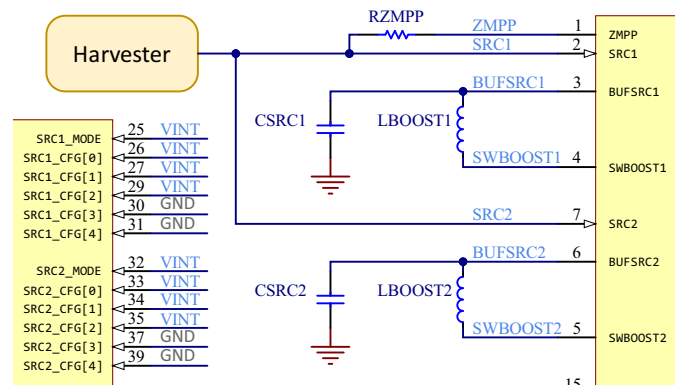 Harvester
RZMPP ZMPP 1 ZMPP
SRC1 2 SRC1
BUFSRC1 3 BUFSRC1
CSRC1 LBOOST1
SWBOOST1 4 SWBOOST1
SRC2 7 SRC2
BUFSRC2 6 BUFSRC2
CSRC2 LBOOST2
SWBOOST2 5 SWBOOST2
15
SRC1_MODE 25 VINT
SRC1_CFG[0] 26 VINT
SRC1_CFG[1] 27 VINT
SRC1_CFG[2] 29 VINT
SRC1_CFG[3] 30 GND
SRC1_CFG[4] 31 GND
SRC2_MODE 32 VINT
SRC2_CFG[0] 33 VINT
SRC2_CFG[1] 34 VINT
SRC2_CFG[2] 35 VINT
SRC2_CFG[3] 37 GND
SRC2_CFG[4] 39 GND